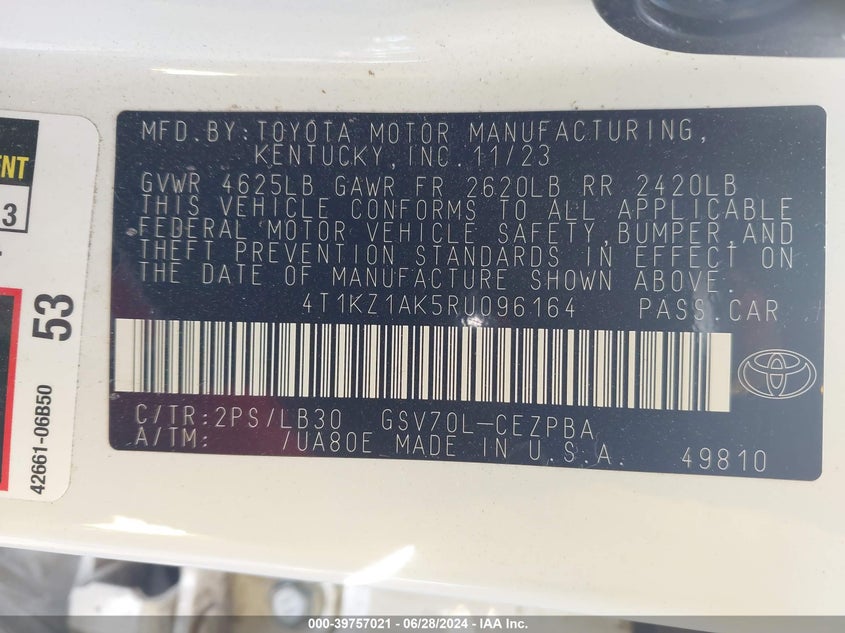 ENT
3
53
42661-06B50
MFD.BY:TOYOTA MOTOR MANUFACTURING,
KENTUCKY,INC.11/23
GVWR 4625LB GAWR FR 2620LB RR 2420LB
THIS VEHICLE CONFORMS TO ALL APPLICABLE
FEDERAL MOTOR VEHICLE SAFETY,BUMPER,AND
THEFT PREVENTION STANDARDS IN EFFECT ON
THE DATE OF MANUFACTURE SHOWN ABOVE.
4T1KZ1AK5RU096164 PASS.CAR
C/TR:2PS/LB30 GSV70L-CEZPBA
A/TM: /UA80E MADE IN U.S.A. 49810
000-39757021 - 06/28/2024 - IAA Inc.